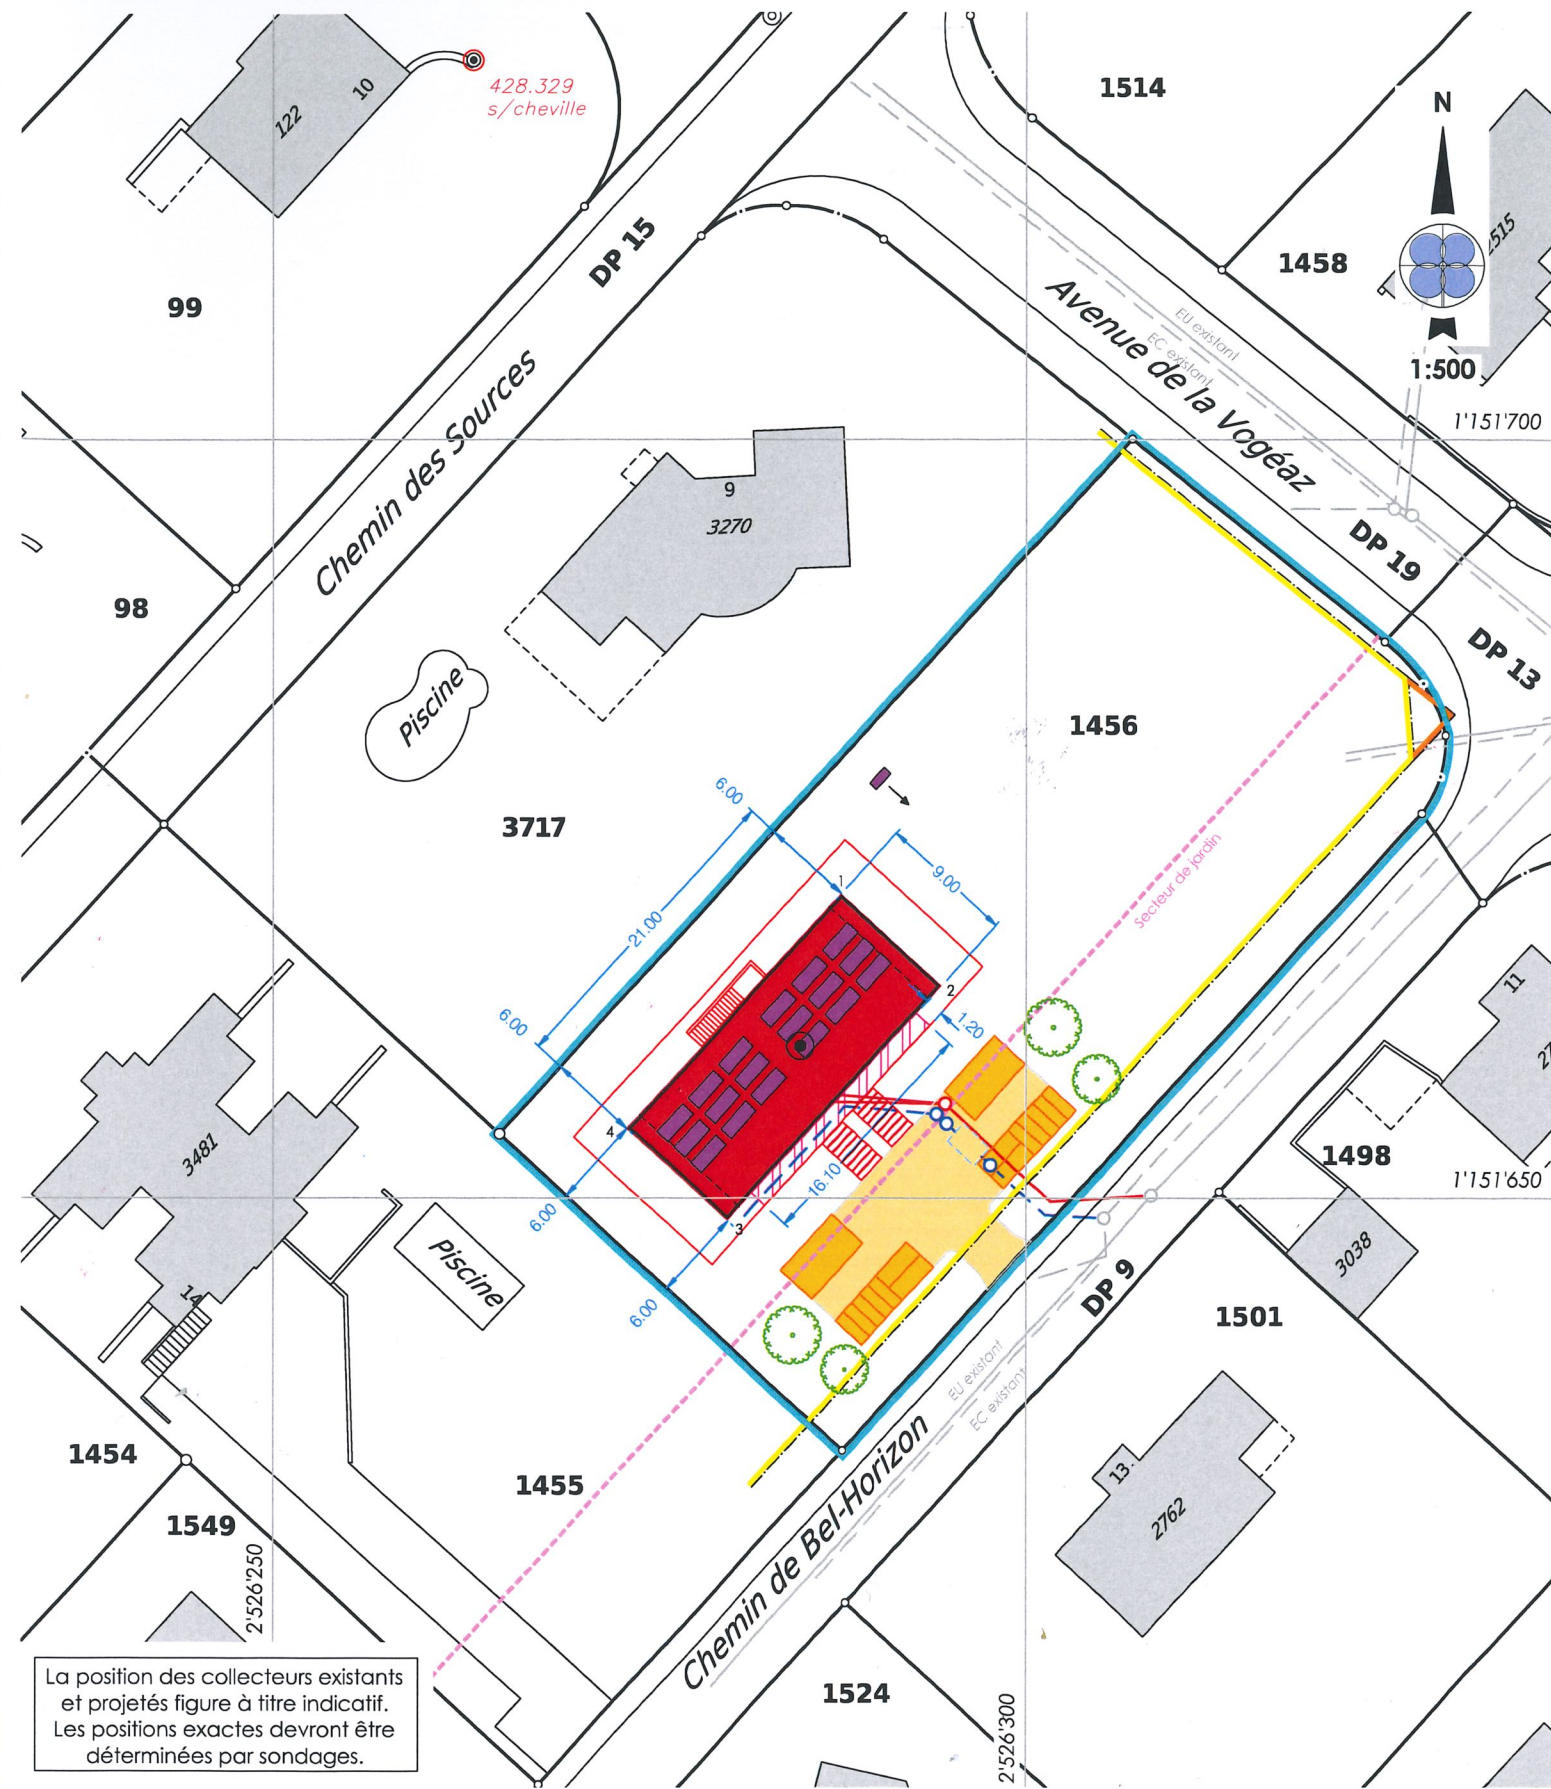 122
10
428.329
s/cheville
1514
N
DP 15
1458
2515
99
Avenue de la Vogéaz
EU existant
EC existant
1:500
1'151'700
Chemin des Sources
9
3270
DP 19
98
DP 13
Piscine
1456
6.00
3717
Secteur de jardin
1
9.00
21.00
2
11
6.00
1.20
27
4
3481
1498
16.10
1'151'650
6.00
3
Piscine
3038
14
DP 9
6.00
1501
EU existant
EC existant
1454
13
1455
Chemin de Bel-Horizon
2762
1549
2'526'250
La position des collecteurs existants
et projetés figure à titre indicatif.
Les positions exactes devront être
déterminées par sondages.
1524
2'526'300